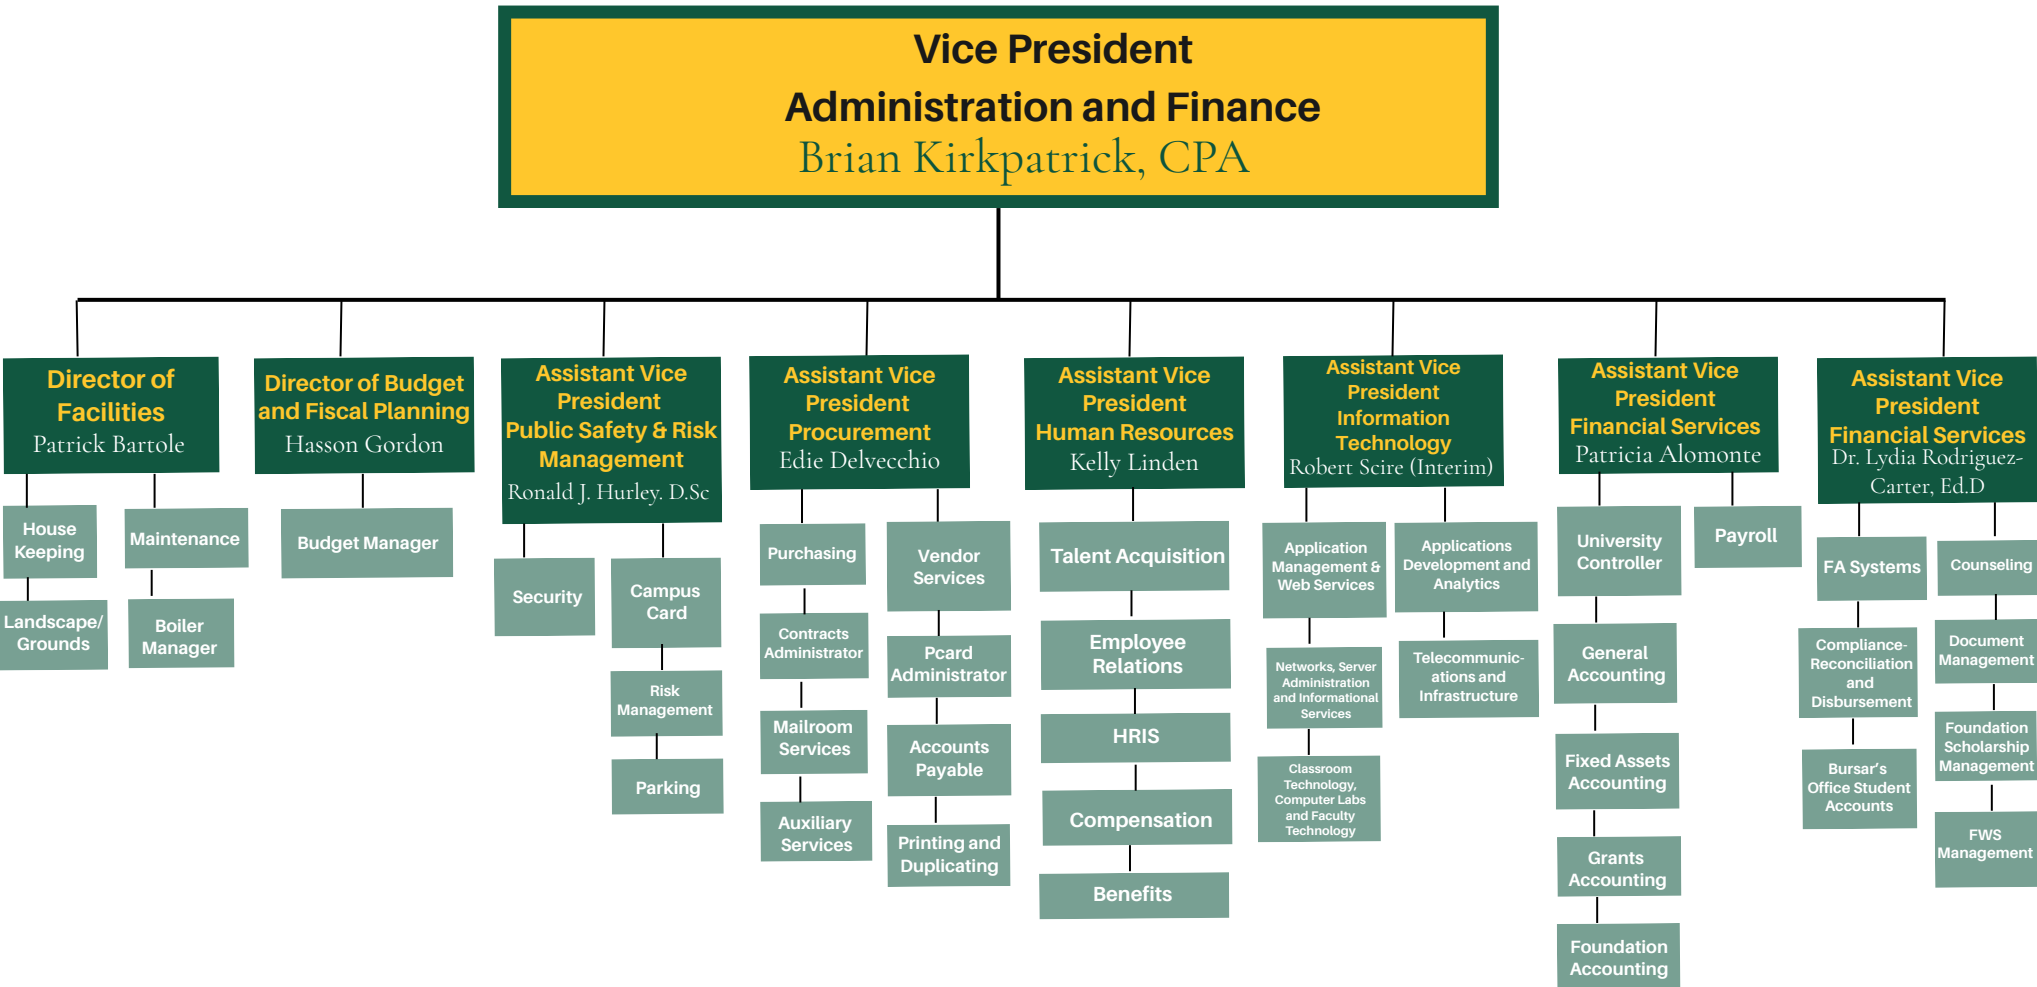 Vice President
Administration and Finance
Brian Kirkpatrick, CPA
Director of
Facilities
Patrick Bartole
House
Keeping
Landscape/
Grounds
Maintenance
Boiler
Manager
Director of Budget
and Fiscal Planning
Hasson Gordon
Budget Manager
Assistant Vice
President
Public Safety & Risk
Management
Ronald J. Hurley. D.Sc
Security
Campus
Card
Risk
Management
Parking
Assistant Vice
President
Procurement
Edie Delvecchio
Purchasing
Contracts
Administrator
Mailroom
Services
Auxiliary
Services
Vendor
Services
Pcard
Administrator
Accounts
Payable
Printing and
Duplicating
Assistant Vice
President
Human Resources
Kelly Linden
Talent Acquisition
Employee
Relations
HRIS
Compensation
Benefits
Assistant Vice
President
Information
Technology
Robert Scire (Interim)
Application
Management &
Web Services
Networks, Server
Administration
and Informational
Services
Classroom
Technology,
Computer Labs
and Faculty
Technology
Applications
Development and
Analytics
Telecommunic-
ations and
Infrastructure
Assistant Vice
President
Financial Services
Patricia Alomonte
University
Controller
General
Accounting
Fixed Assets
Accounting
Grants
Accounting
Foundation
Accounting
Payroll
Assistant Vice
President
Financial Services
Dr. Lydia Rodriguez-
Carter, Ed.D
FA Systems
Compliance-
Reconciliation
and
Disbursement
Bursar's
Office Student
Accounts
Counseling
Document
Management
Foundation
Scholarship
Management
FWS
Management